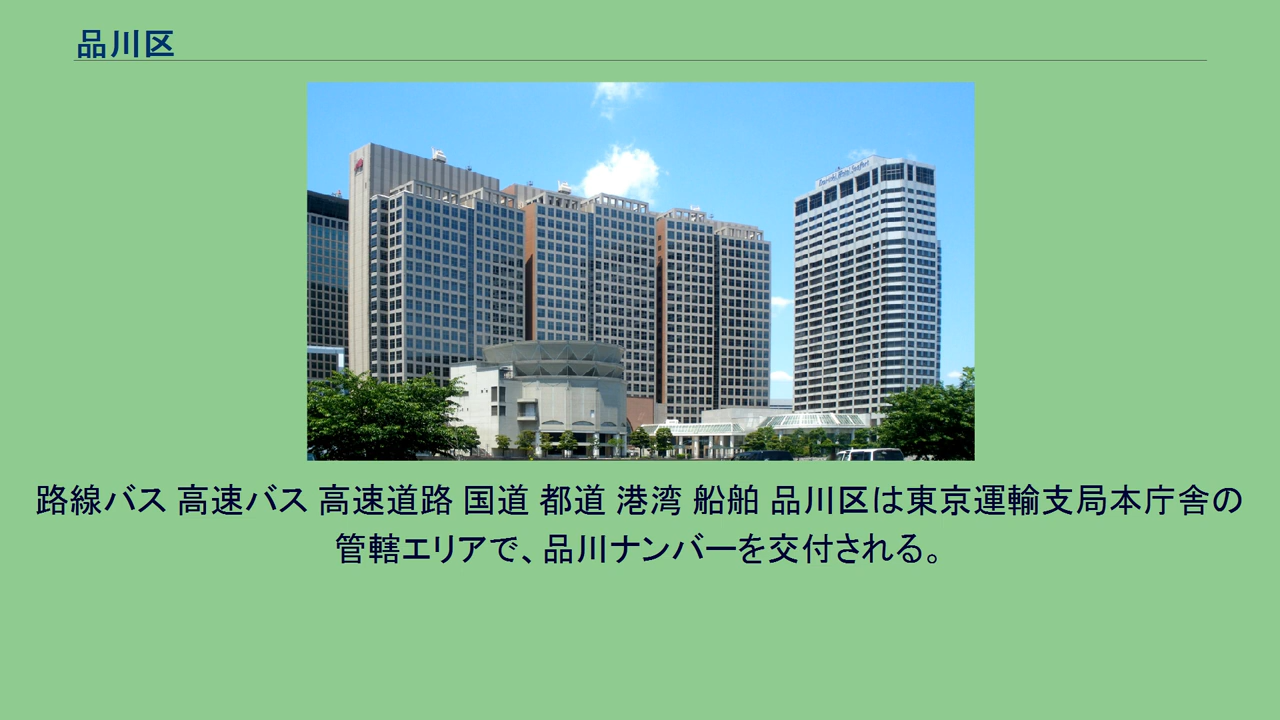 品川区
路線バス 高速バス 高速道路 国道 都道 港湾 船舶 品川区は東京運輸支局本庁舎の
管轄エリアで、品川ナンバーを交付される。